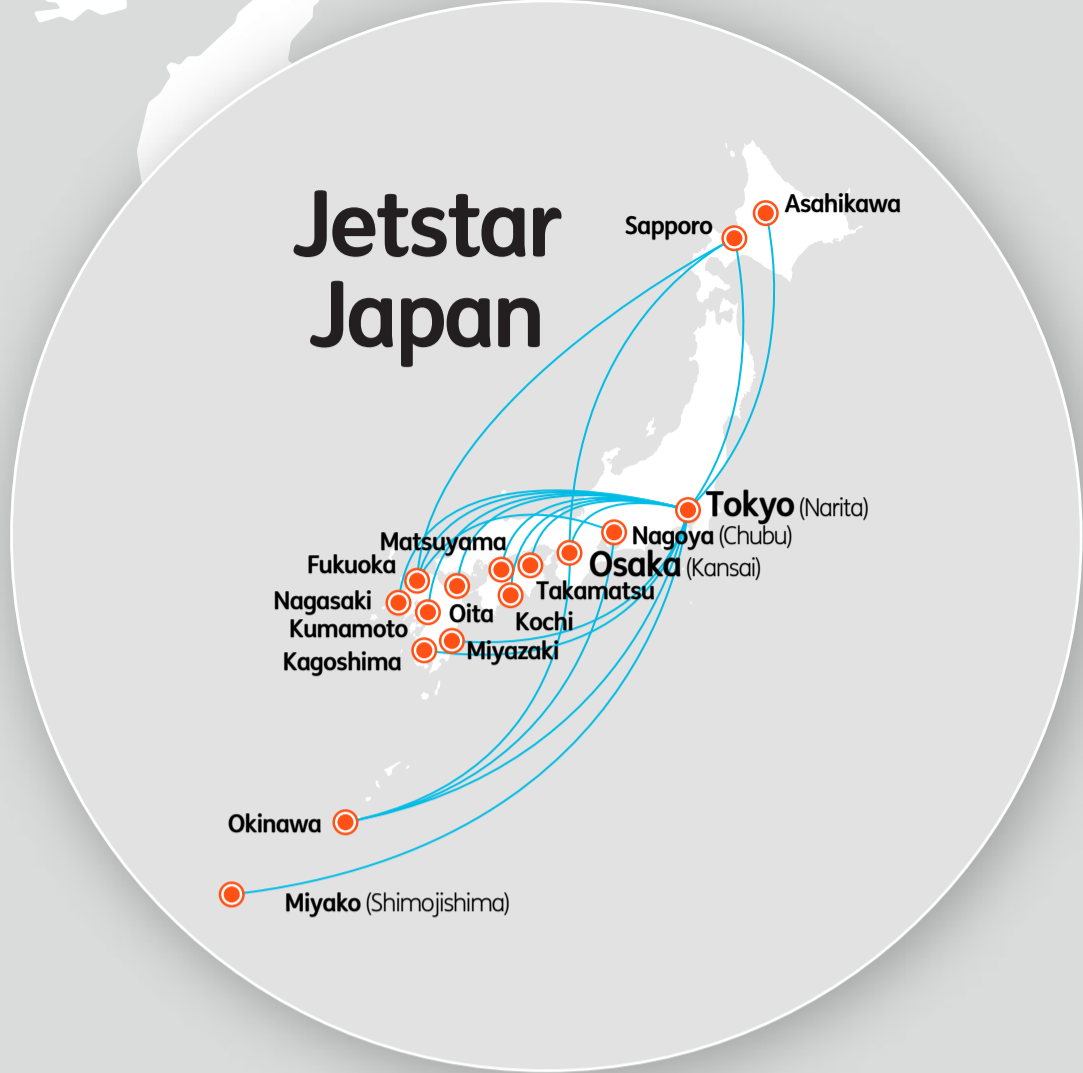 Jetstar
Japan
Asahikawa
Sapporo
Tokyo (Narita)
Nagoya (Chubu)
Matsuyama
Osaka (Kansai)
Fukuoka
Takamatsu
Nagasaki
Oita
Kochi
Kumamoto
Miyazaki
Kagoshima
Okinawa
Miyako (Shimojishima)